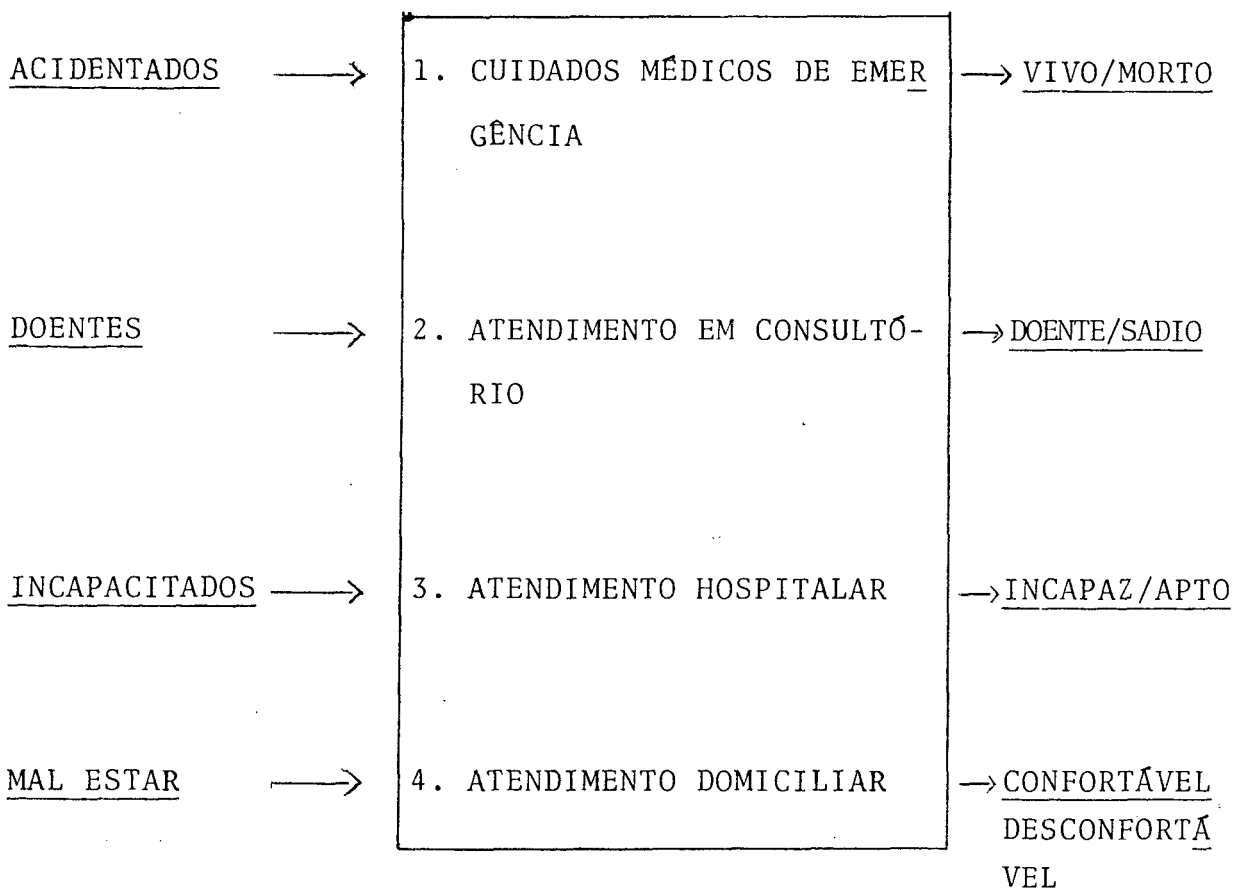 ACIDENTADOS → 1. CUIDADOS MÉDICOS DE EMER → VIVO/MORTO
GÊNCIA
DOENTES → 2. ATENDIMENTO EM CONSULTÓ- → DOENTE/SADIO
RIO
INCAPACITADOS → 3. ATENDIMENTO HOSPITALAR → INCAPAZ/APTO
MAL ESTAR → 4. ATENDIMENTO DOMICILIAR → CONFORTÁVEL
DESCONFORTÁ
VEL